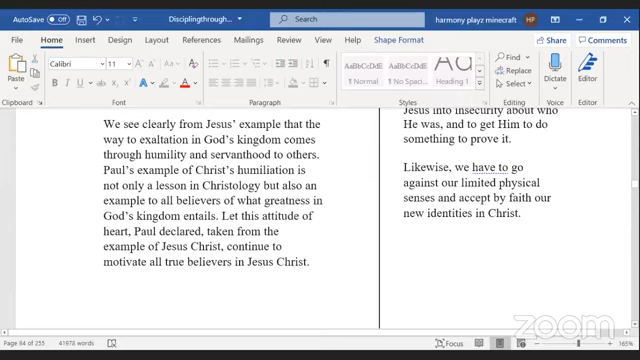 AutoSave Off Disciplingthrough... Search harmony playz minecraft HP
File Home Insert Draw Design Layout References Mailings Review View Help Shape Format Share Comments
Paste Calibri 11 Find AaBbCcDdE AaBbCcDdE Replace Select Dictate Editor
¶ Normal ¶ No Spac... Heading 1
Clipboard Font Paragraph Styles Editing Voice Editor
We see clearly from Jesus' example that the
way to exaltation in God's kingdom comes
through humility and servanthood to others.
Paul's example of Christ's humiliation is
not only a lesson in Christology but also an
example to all believers of what greatness in
God's kingdom entails. Let this attitude of
heart, Paul declared, taken from the
example of Jesus Christ, continue to
motivate all true believers in Jesus Christ.
Jesus into insecurity about who
He was, and to get Him to do
something to prove it.
Likewise, we have to go
against our limited physical
senses and accept by faith our
new identities in Christ.
zoom
Page 84 of 255 41978 words Focus 165%